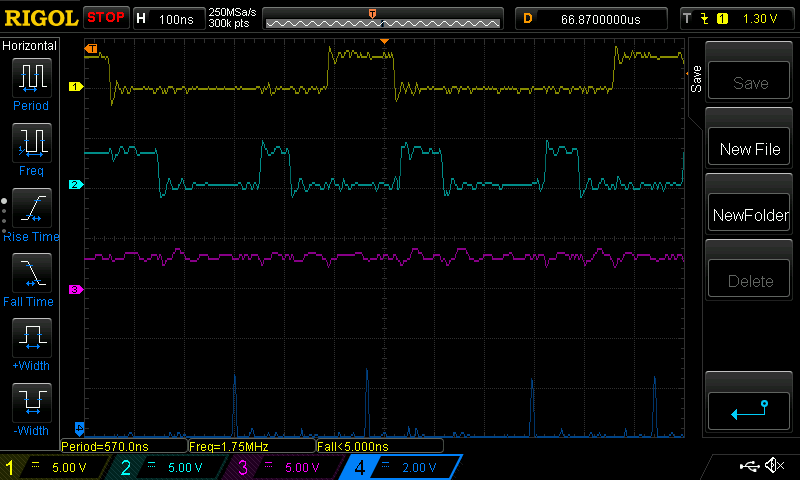 RIGOL STOP H 100ns 250MSa/s 300k pts T D 66.8700000us T 1 1.30 V
Horizontal
Period
Freq
Rise Time
Fall Time
+Width
-Width
T
1
2
3
4
Period=570.0ns Freq=1.75MHz Fall<5.000ns
1 5.00 V 2 5.00 V 3 5.00 V 4 2.00 V
Save
Save
New File
NewFolder
Delete